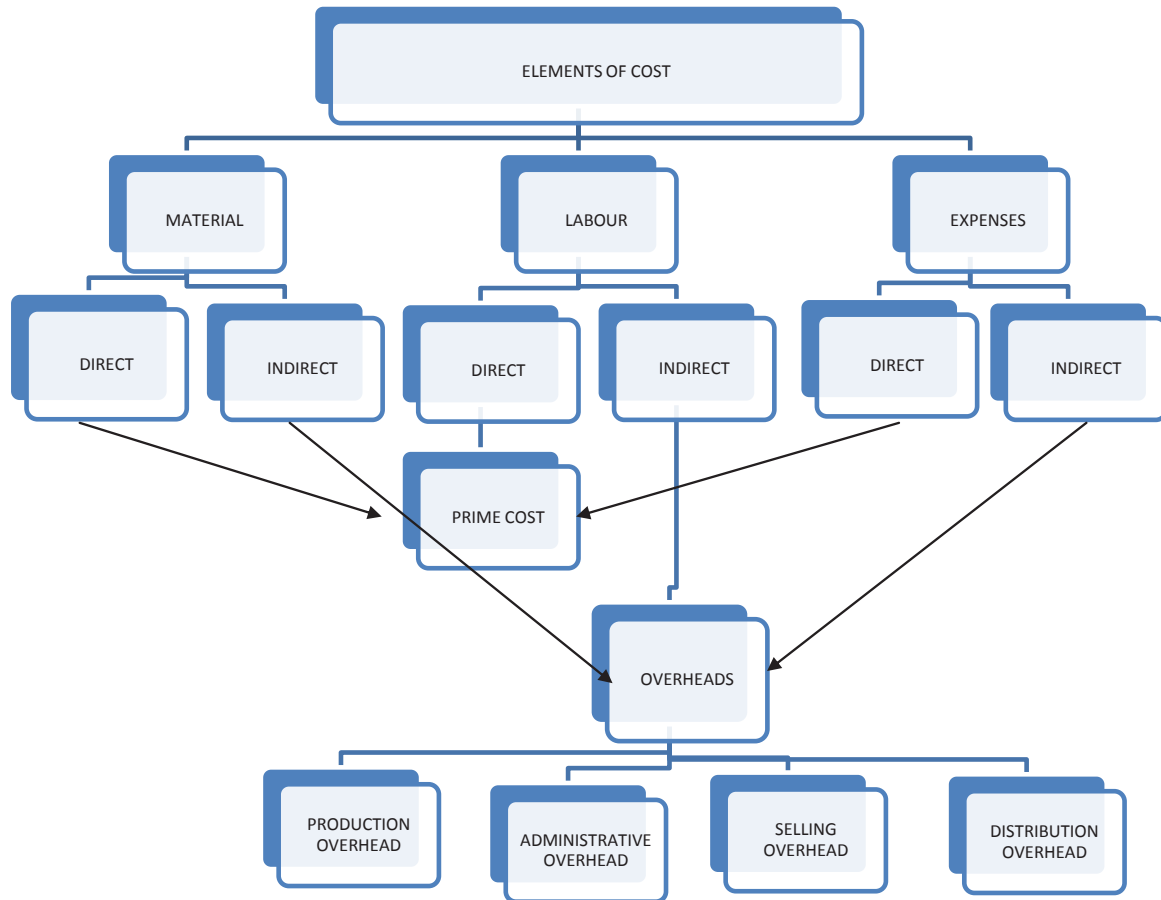 ELEMENTS OF COST
MATERIAL
LABOUR
EXPENSES
DIRECT
INDIRECT
DIRECT
INDIRECT
DIRECT
INDIRECT
PRIME COST
OVERHEADS
PRODUCTION
OVERHEAD
ADMINISTRATIVE
OVERHEAD
SELLING
OVERHEAD
DISTRIBUTION
OVERHEAD